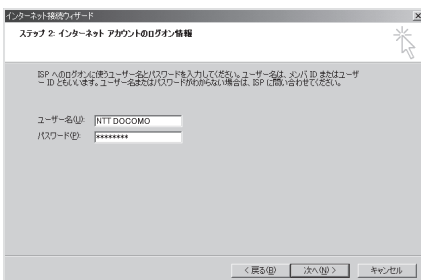 インターネット接続ウィザード
ステップ 2: インターネット アカウントのログオン情報
ISP へのログオンに使うユーザー名とパスワードを入力してください。ユーザー名は、メンバ ID またはユーザ
ー ID ともいいます。ユーザー名またはパスワードがわからない場合は、ISP に問い合わせてください。
ユーザー名(U): NTT DOCOMO
パスワード(P): ********
< 戻る(B) 次へ(N) > キャンセル